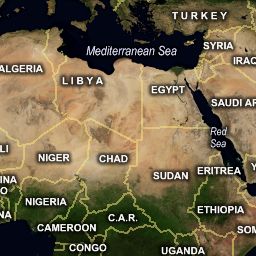 TURKEY
Mediterranean Sea
SYRIA
IRAQ
ALGERIA
LIBYA
EGYPT
SAUDI AR
Red
Sea
LI
NIGER
CHAD
SUDAN
ERITREA
Y
INA
NIGERIA
ETHIOPIA
NA
C.A.R.
CAMEROON
SOM
CONGO
UGANDA